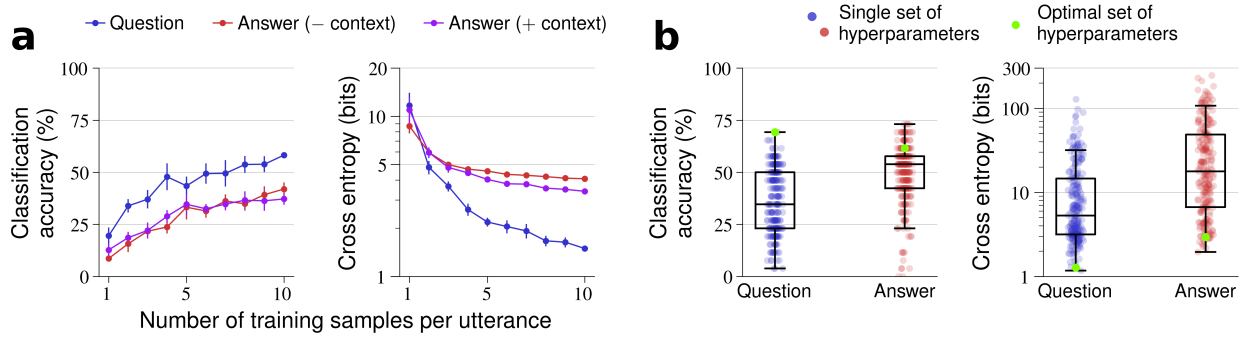 a
Question
Answer (− context)
Answer (+ context)
Classification
accuracy (%)
100
75
50
25
0
1
5
10
Cross entropy (bits)
20
10
5
1
1
5
10
Number of training samples per utterance
b
Single set of
hyperparameters
Optimal set of
hyperparameters
Classification
accuracy (%)
100
75
50
25
0
Question
Answer
Cross entropy (bits)
300
100
10
1
Question
Answer